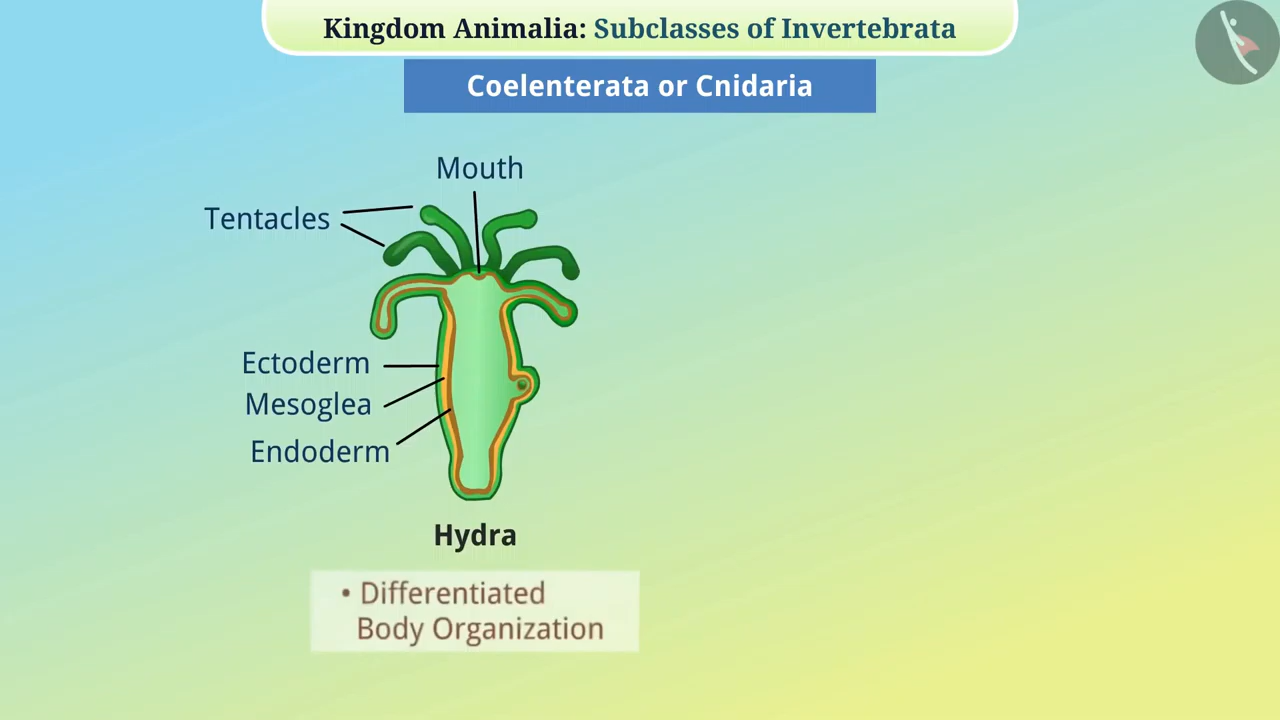 Kingdom Animalia: Subclasses of Invertebrata
Coelenterata or Cnidaria
Mouth
Tentacles
Ectoderm
Mesoglea
Endoderm
Hydra
• Differentiated
Body Organization